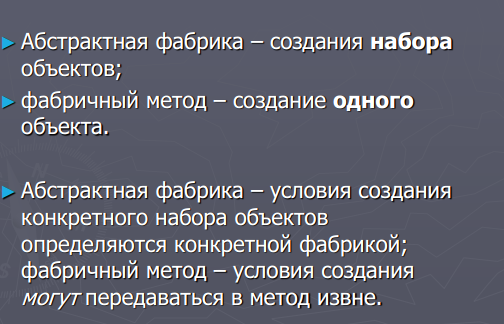 ► Абстрактная фабрика – создания набора
объектов;
► фабричный метод – создание одного
объекта.
► Абстрактная фабрика – условия создания
конкретного набора объектов
определяются конкретной фабрикой;
фабричный метод – условия создания
могут передаваться в метод извне.